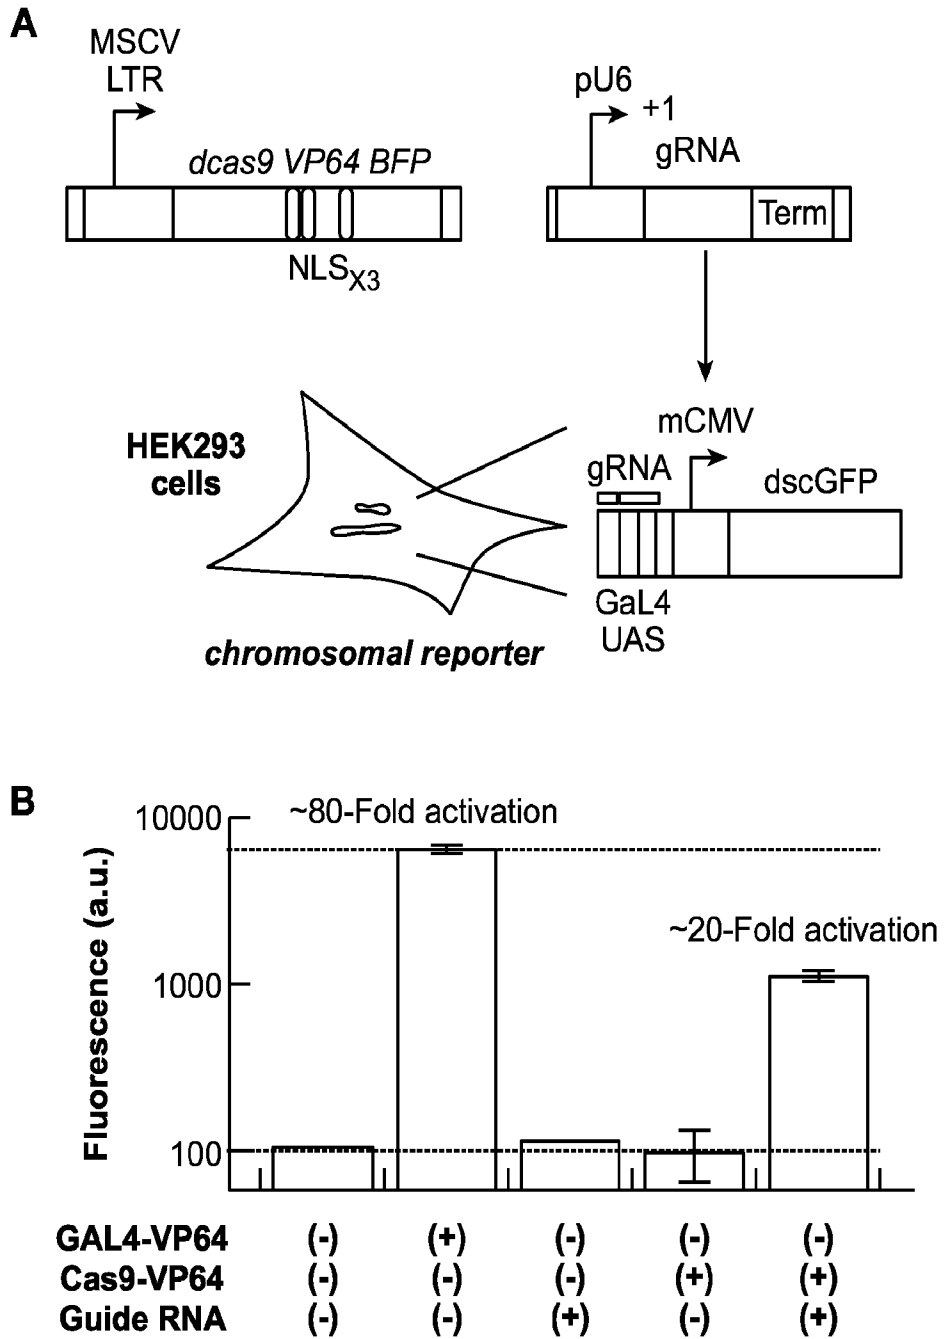 A
MSCV
LTR
dcas9 VP64 BFP
NLSX3
pU6
+1
gRNA
Term
HEK293
cells
chromosomal reporter
mCMV
gRNA
dscGFP
GaL4
UAS
B
~80-Fold activation
~20-Fold activation
Fluorescence (a.u.)
10000
1000
100
GAL4-VP64 (-) (+) (-) (-) (-)
Cas9-VP64 (-) (-) (-) (+) (+)
Guide RNA (-) (-) (+) (-) (+)